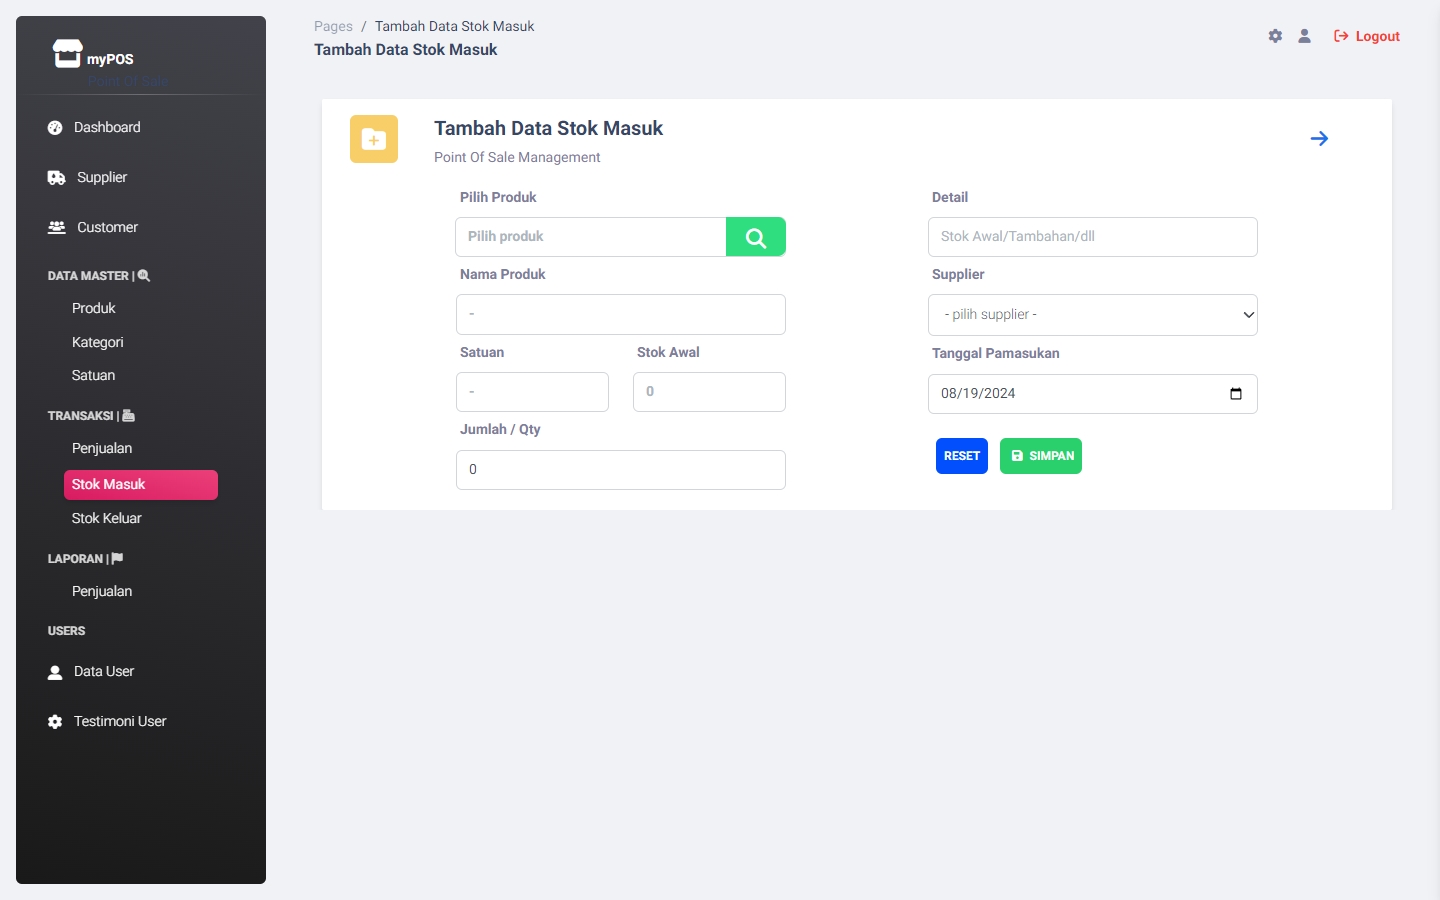 myPOS
Point Of Sale
Dashboard
Supplier
Customer
DATA MASTER |
Produk
Kategori
Satuan
TRANSAKSI |
Penjualan
Stok Masuk
Stok Keluar
LAPORAN |
Penjualan
USERS
Data User
Testimoni User
Pages / Tambah Data Stok Masuk
Tambah Data Stok Masuk
Logout
Tambah Data Stok Masuk
Point Of Sale Management
Pilih Produk
Pilih produk
Nama Produk
-
Satuan Stok Awal
- 0
Jumlah / Qty
0
Detail
Stok Awal/Tambahan/dll
Supplier
- pilih supplier -
Tanggal Pamasukan
08/19/2024
RESET SIMPAN